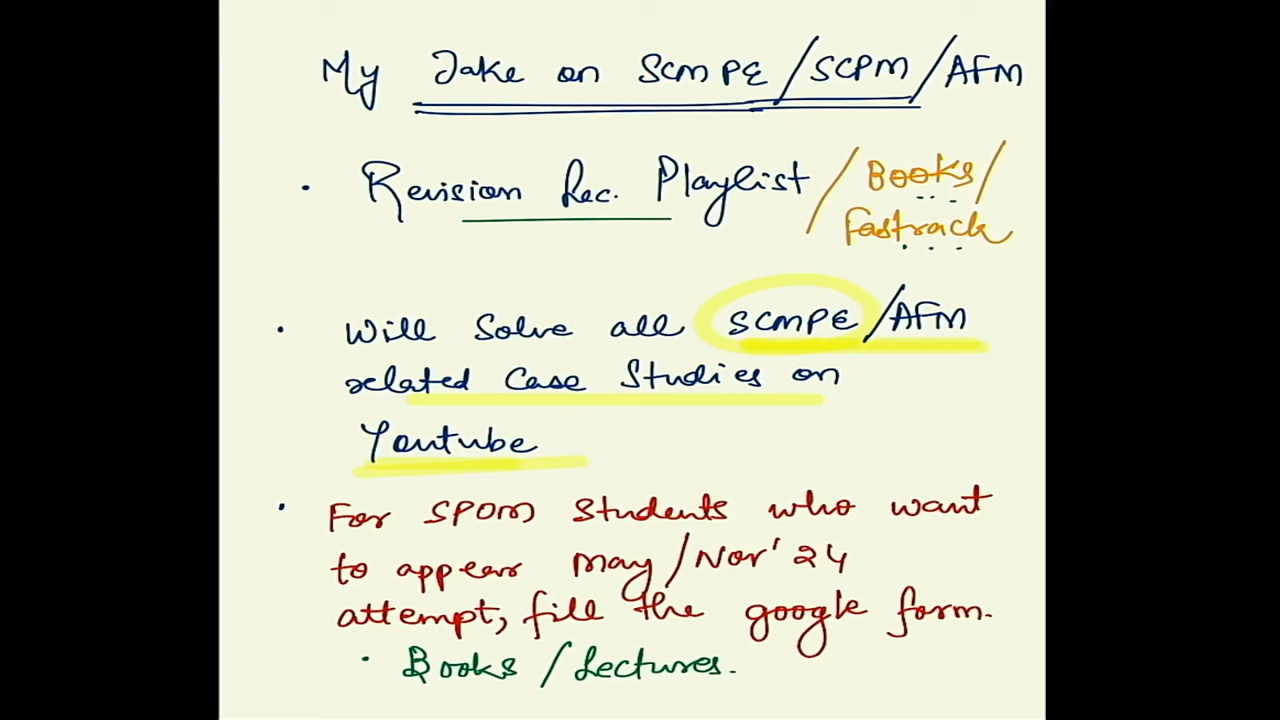 My Take on SCMPE/SCPM/AFM
• Revision Lec. Playlist / Books/
Fastrack
• Will Solve all SCMPE/AFM
related Case Studies on
Youtube
• For SPOM Students who want
to appear May/Nov' 24
attempt, fill the google form.
• Books/Lectures.